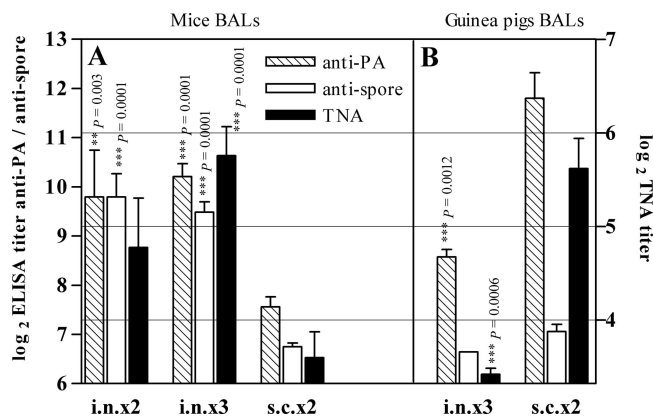 Mice BALs
Guinea pigs BALs
A
B
anti-PA
anti-spore
TNA
log 2 ELISA titer anti-PA / anti-spore
13
12
11
10
9
8
7
6
** P = 0.003
*** P = 0.0001
*** P = 0.0001
*** P = 0.0001
*** P = 0.0001
*** P = 0.0012
*** P = 0.0006
7
6
5
4
log 2 TNA titer
i.n.x2
i.n.x3
s.c.x2
i.n.x3
s.c.x2